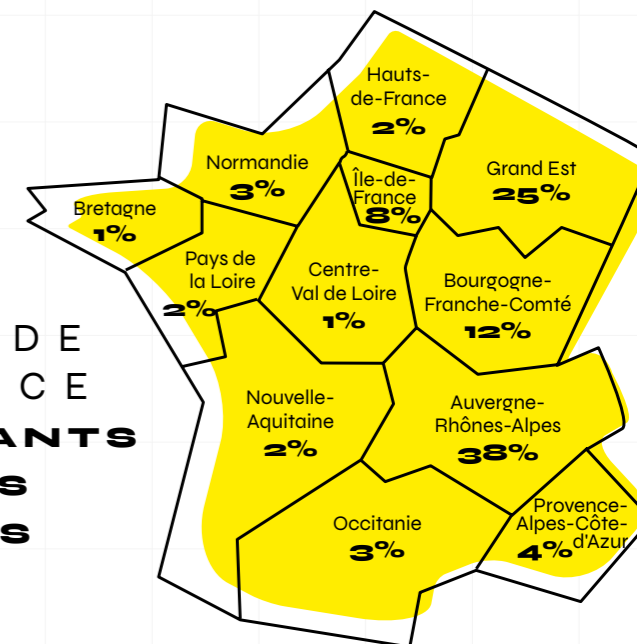 Hauts-
de-France
2%
Normandie
3%
Île-de-
France
8%
Grand Est
25%
Bretagne
1%
Pays de
la Loire
2%
Centre-
Val de Loire
1%
Bourgogne-
Franche-Comté
12%
DE
CE
ANTS
S
S
Nouvelle-
Aquitaine
2%
Auvergne-
Rhônes-Alpes
38%
Occitanie
3%
Provence-
Alpes-Côte-
d'Azur
4%